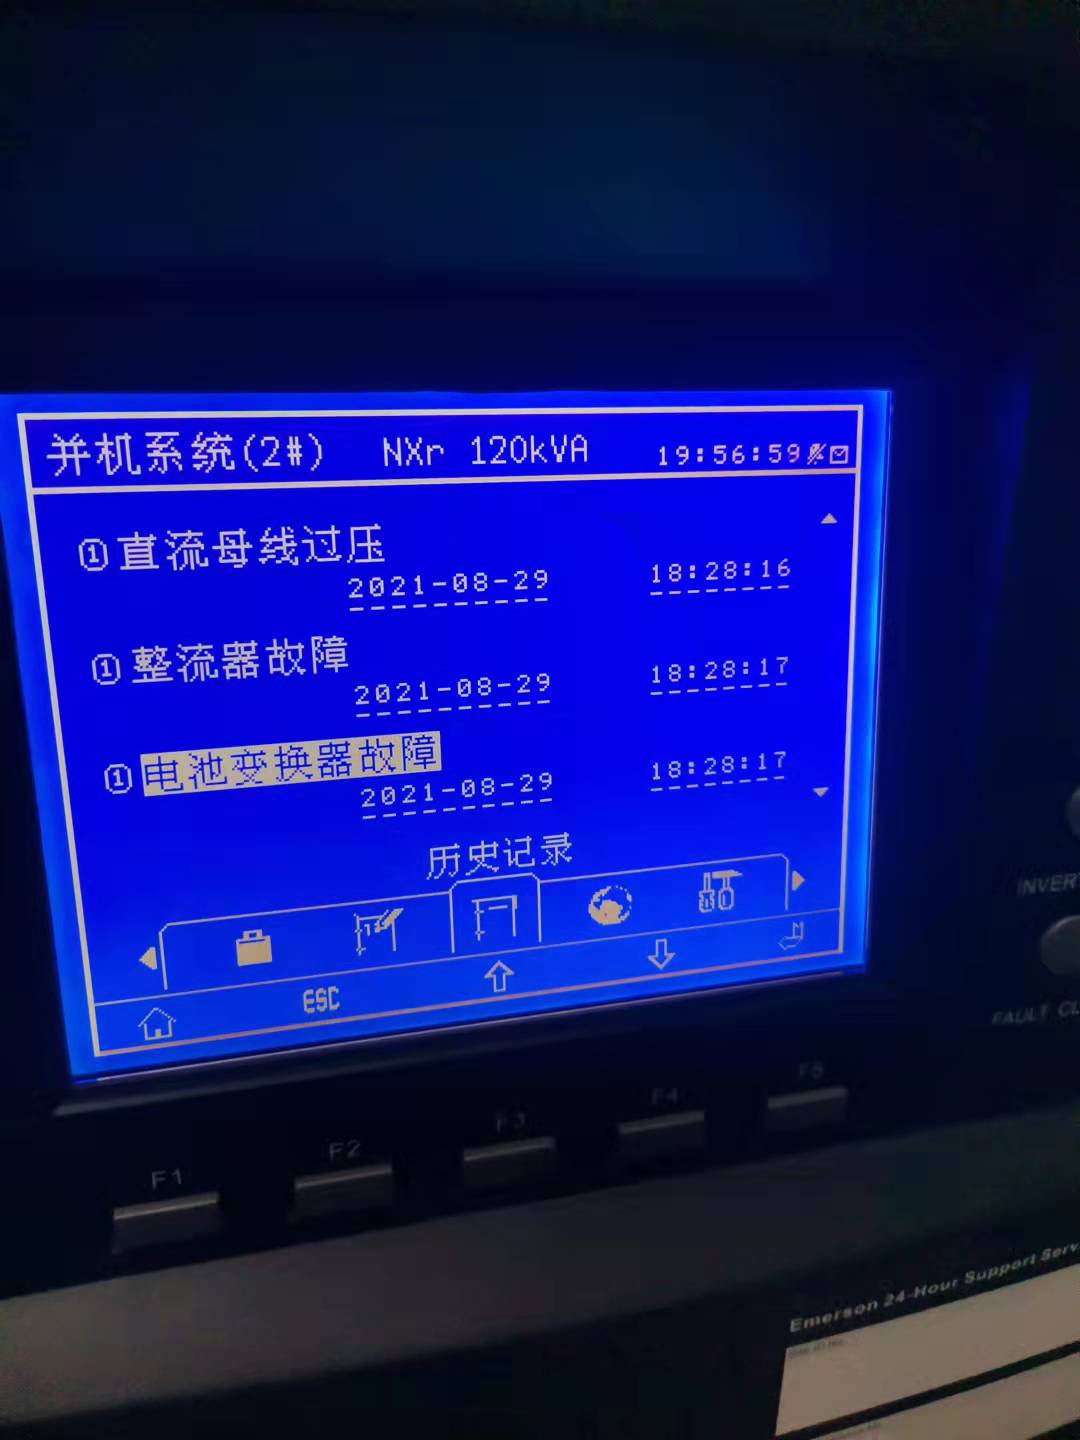 并机系统(2#) NXr 120kVA 19:56:59
①直流母线过压
2021-08-29 18:28:16
①整流器故障
2021-08-29 18:28:17
①电池变换器故障
2021-08-29 18:28:17
历史记录
ESC
INVER
FAULT CL
F1 F2 F3 F4 F5
Emerson 24-Hour Support Serv